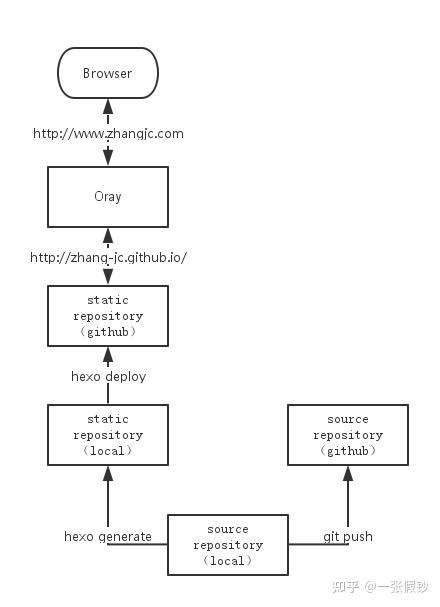 Browser
http://www.zhangjc.com
Oray
http://zhang-jc.github.io/
static
repository
（github）
hexo deploy
static
repository
（local）
source
repository
（github）
hexo generate
source
repository
（local）
git push
知乎 @一张假钞